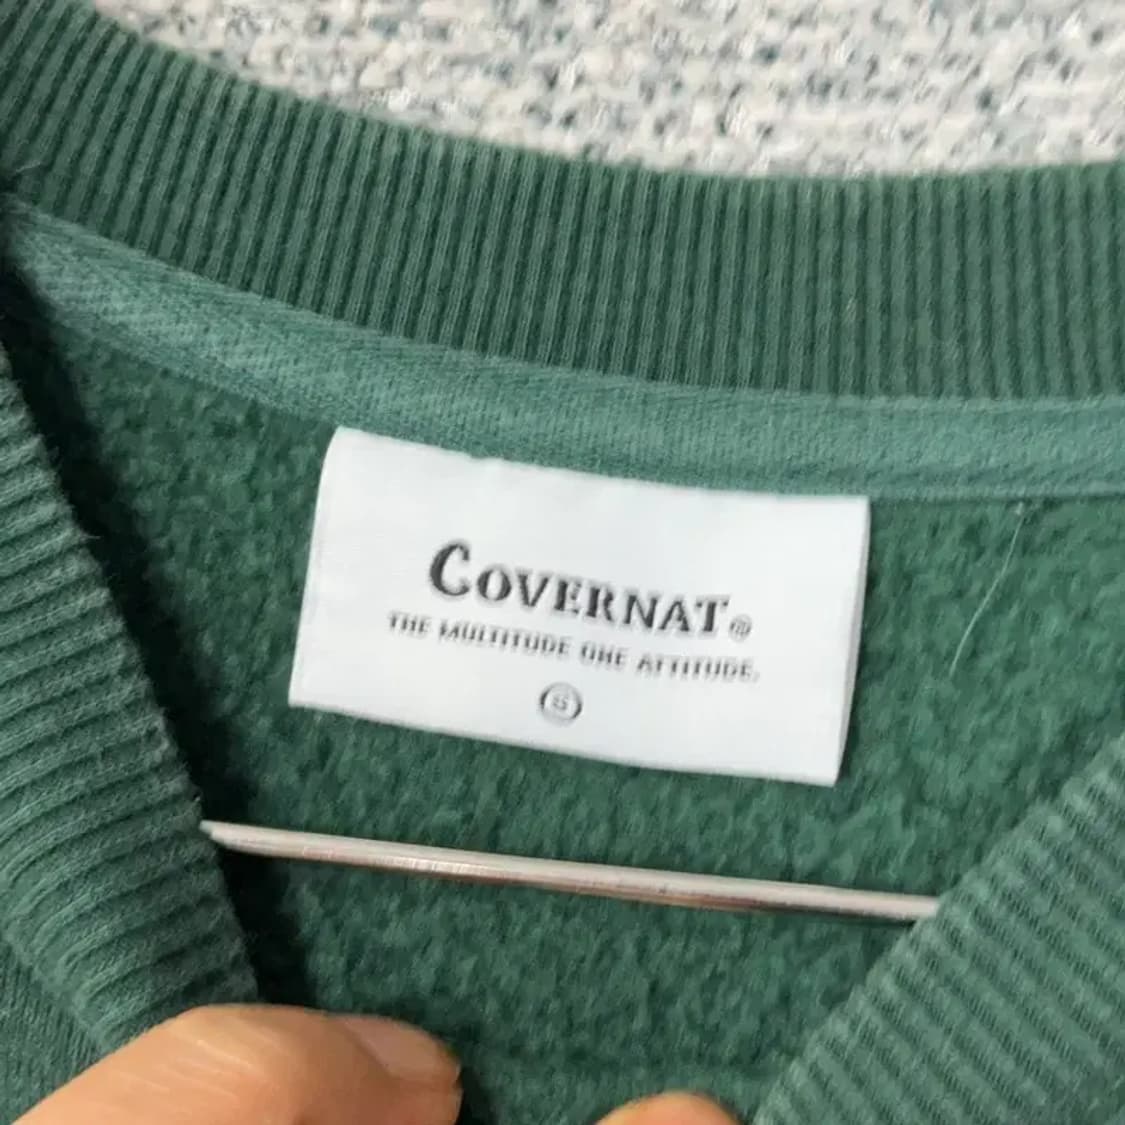 COVERNAT®
THE MULTITUDE ONE ATTITUDE.
S